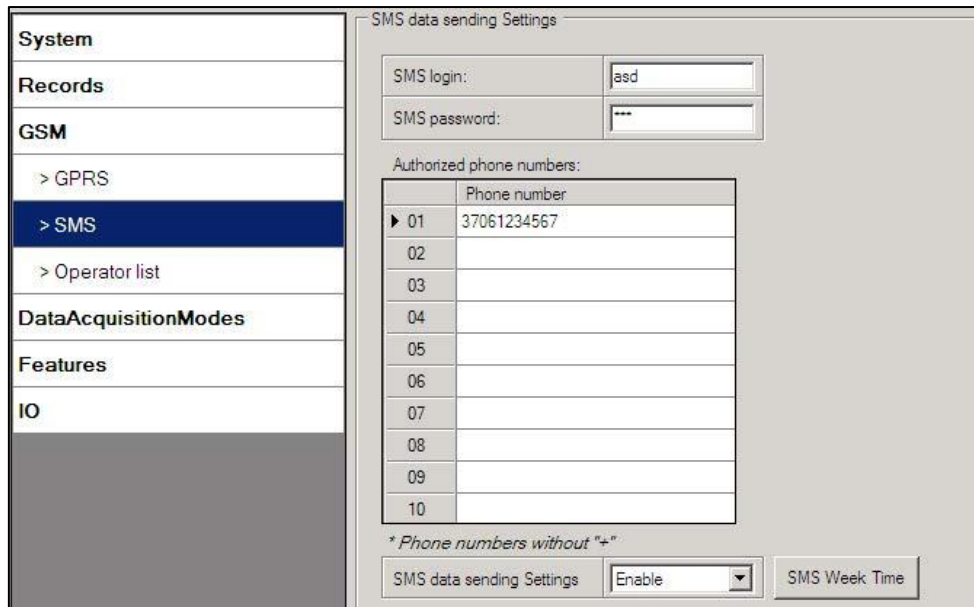 System
Records
GSM
> GPRS
> SMS
> Operator list
DataAcquisitionModes
Features
IO
SMS data sending Settings
SMS login: asd
SMS password: ***
Authorized phone numbers:
Phone number
01 37061234567
02
03
04
05
06
07
08
09
10
* Phone numbers without "+"
SMS data sending Settings Enable SMS Week Time